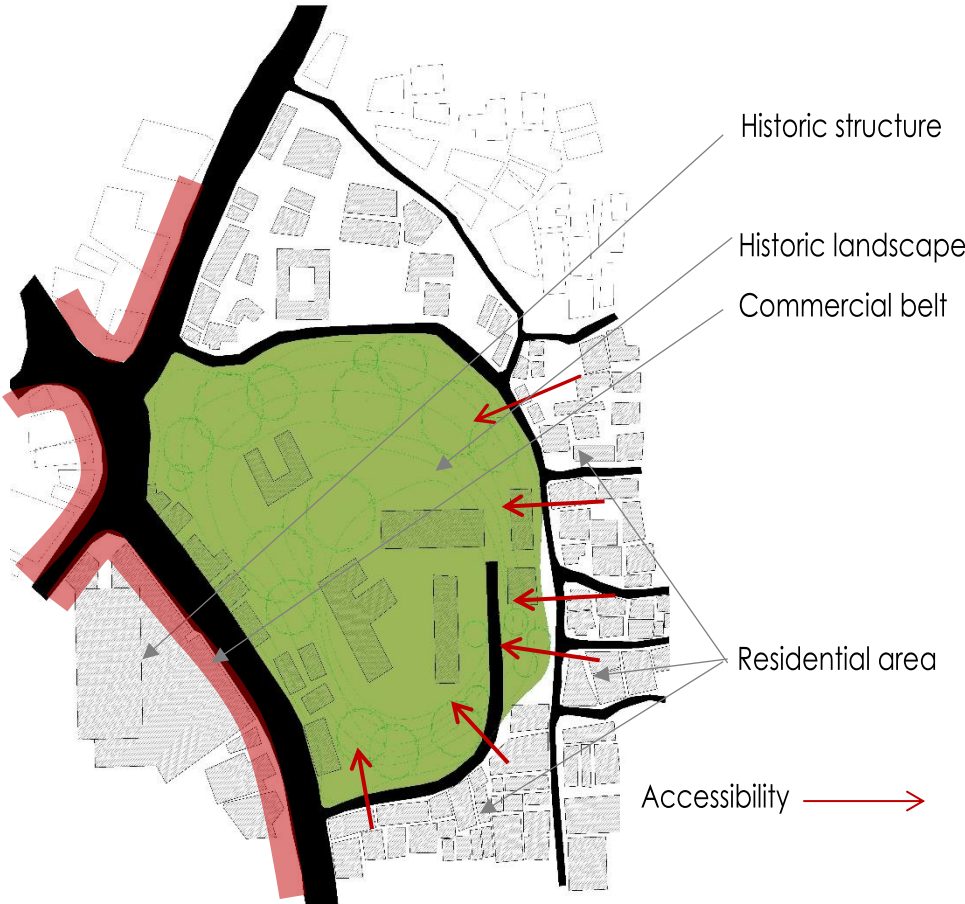 Historic structure
Historic landscape
Commercial belt
Residential area
Accessibility